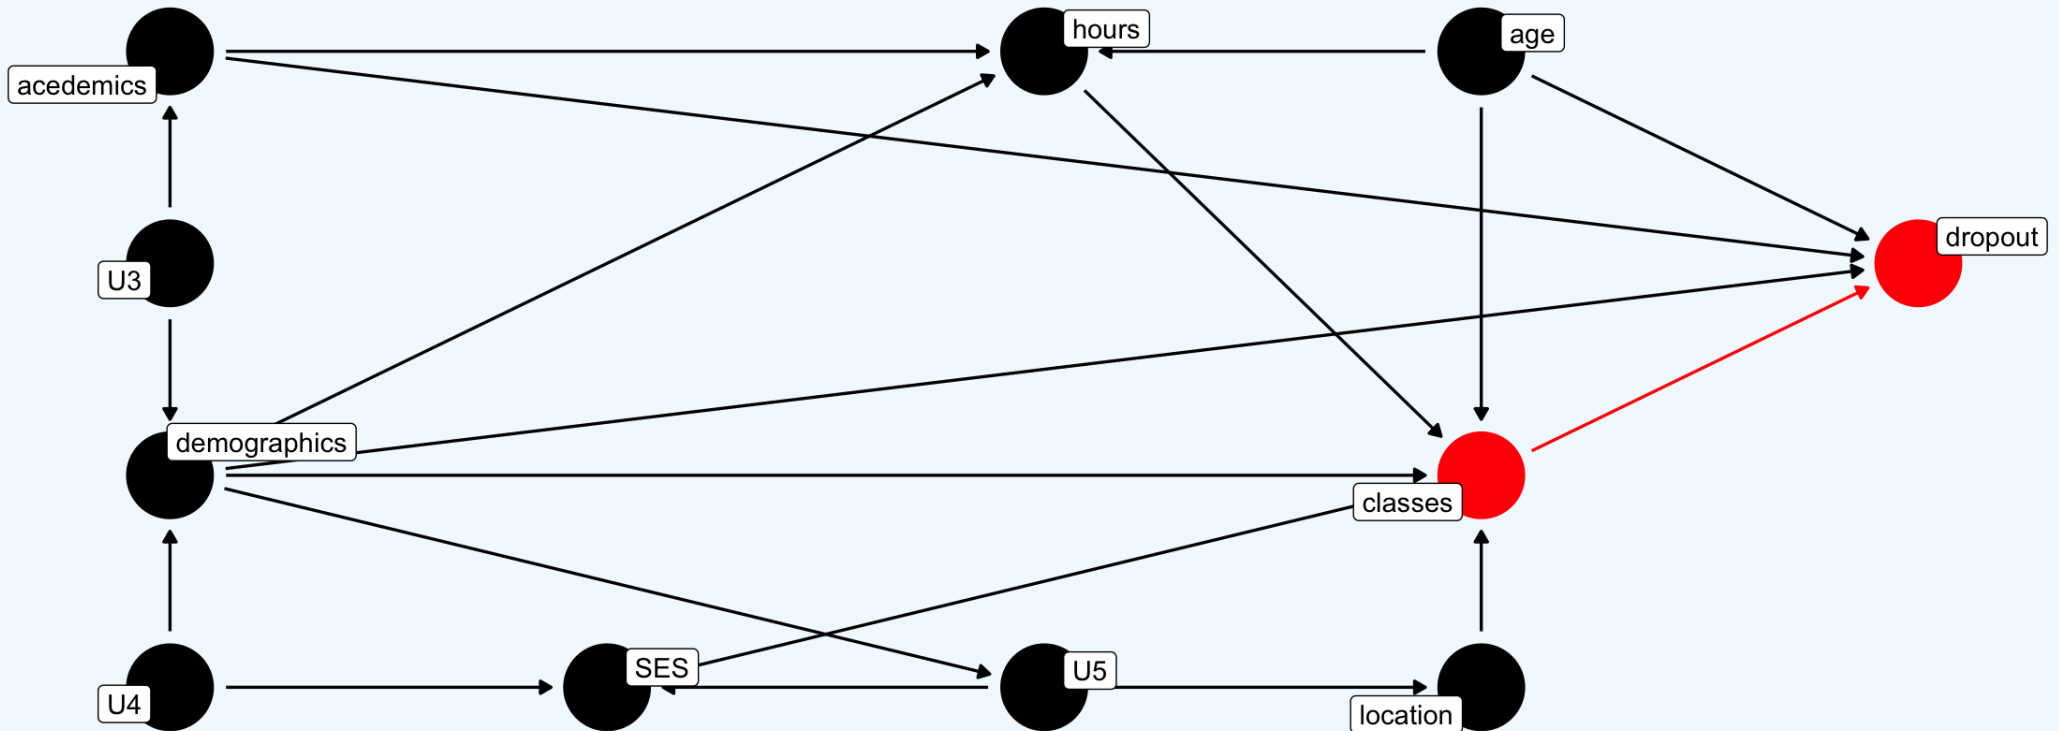 hours
age
acedemics
dropout
U3
demographics
classes
SES
U5
U4
location